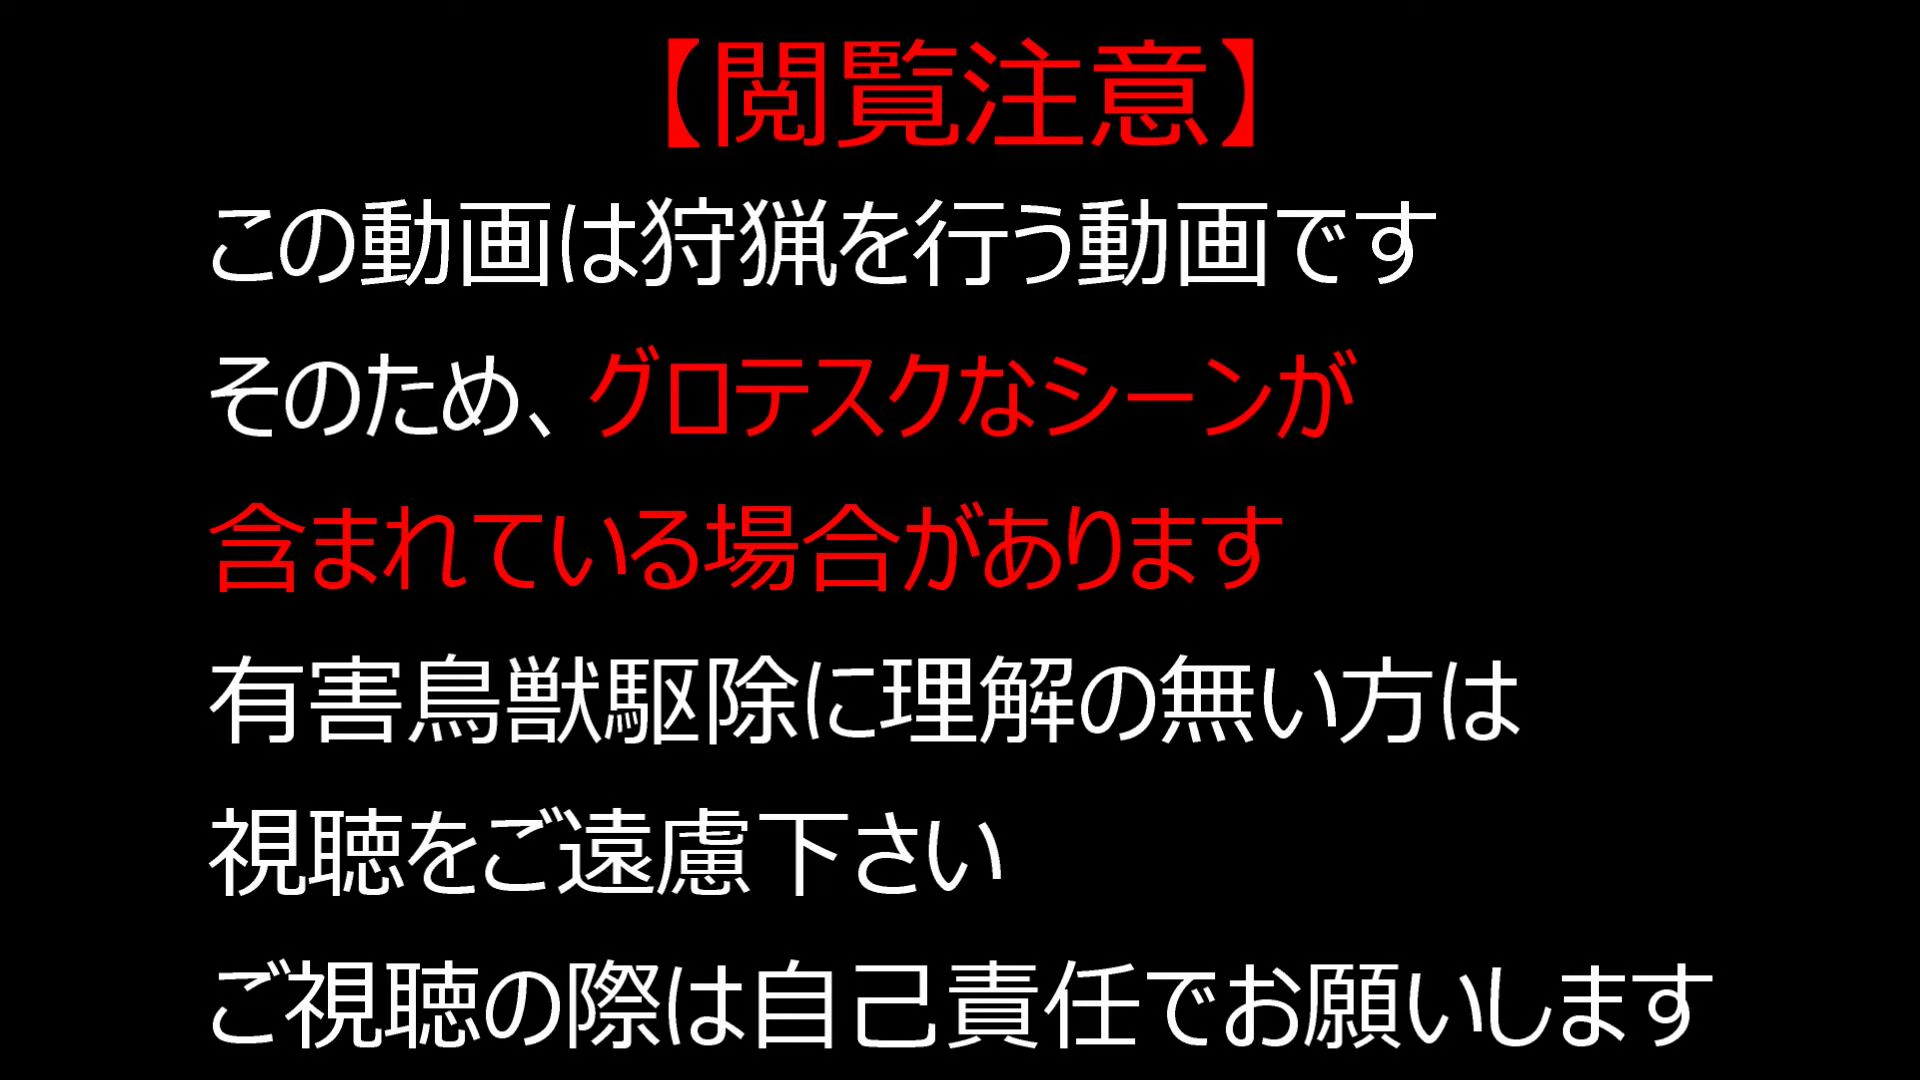 【閲覧注意】
この動画は狩猟を行う動画です
そのため、グロテスクなシーンが
含まれている場合があります
有害鳥獣駆除に理解の無い方は
視聴をご遠慮下さい
ご視聴の際は自己責任でお願いします